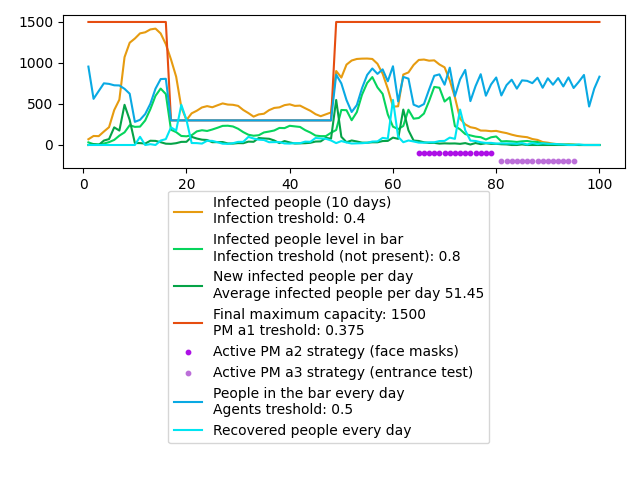 1500
1000
500
0
0 20 40 60 80 100
Infected people (10 days)
Infection treshold: 0.4
Infected people level in bar
Infection treshold (not present): 0.8
New infected people per day
Average infected people per day 51.45
Final maximum capacity: 1500
PM a1 treshold: 0.375
Active PM a2 strategy (face masks)
Active PM a3 strategy (entrance test)
People in the bar every day
Agents treshold: 0.5
Recovered people every day